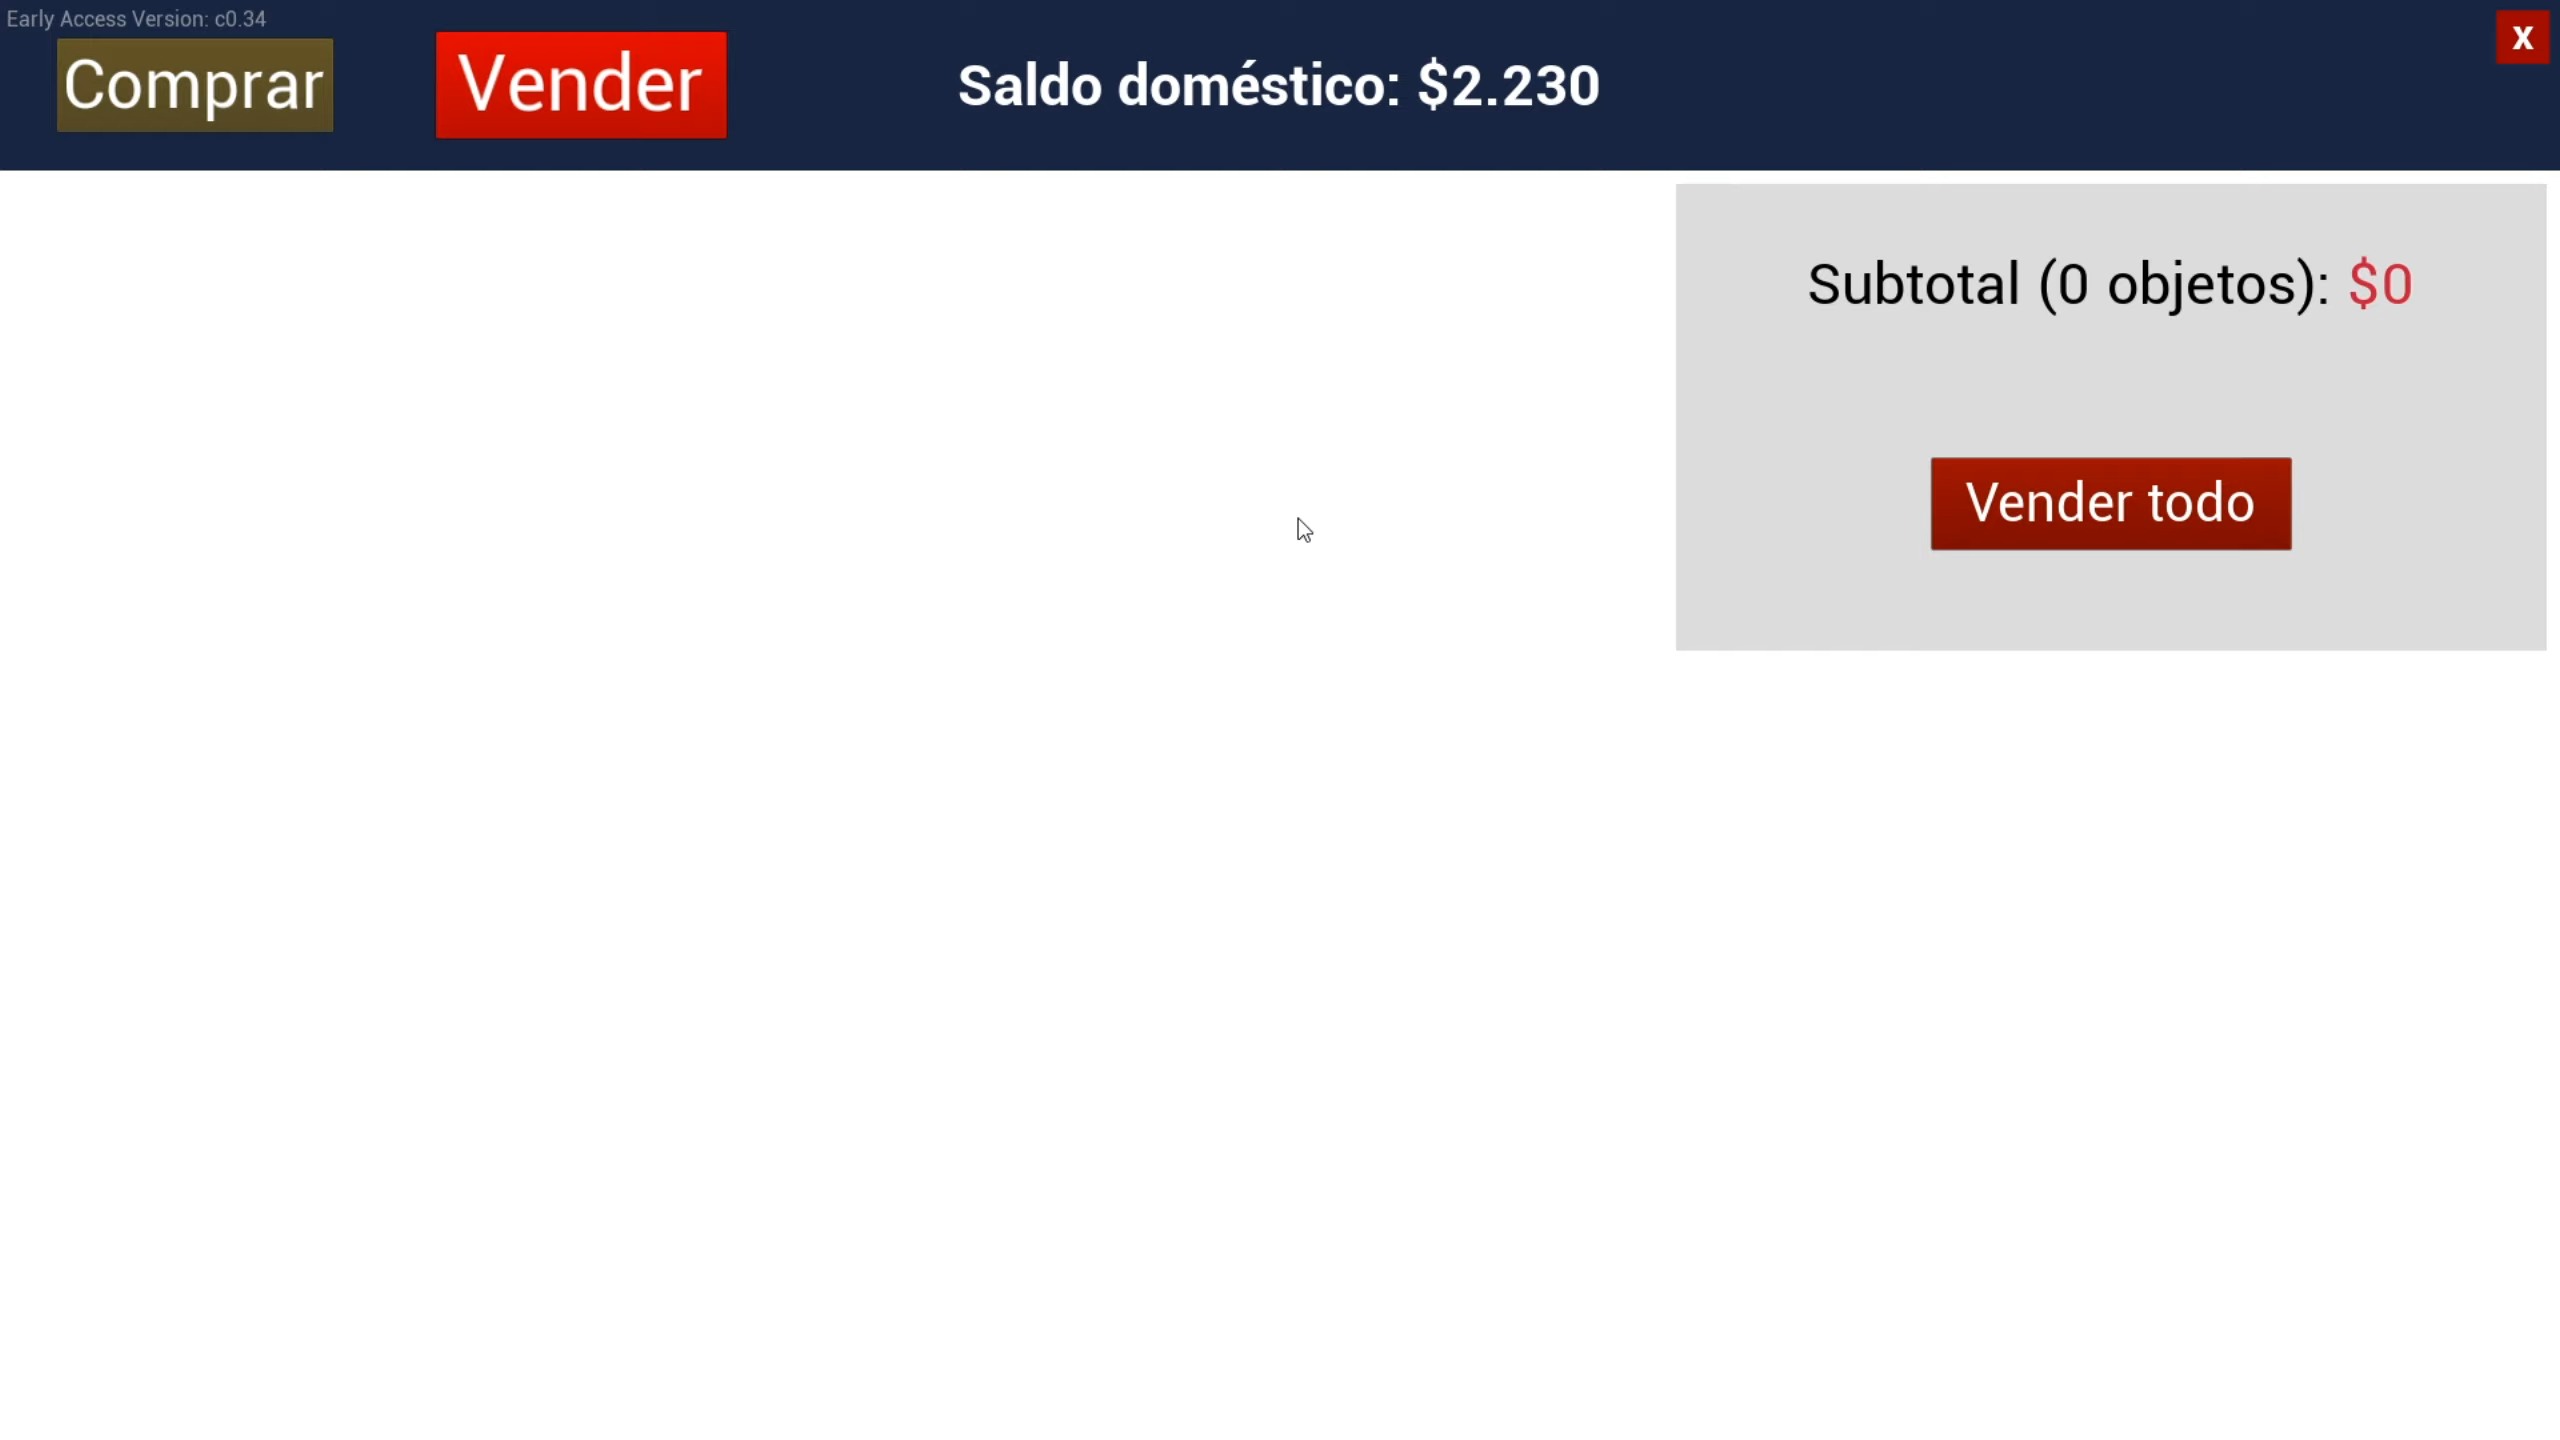 Early Access Version: c0.34
Comprar
Vender
Saldo doméstico: $2.230
X
Subtotal (0 objetos): $0
Vender todo